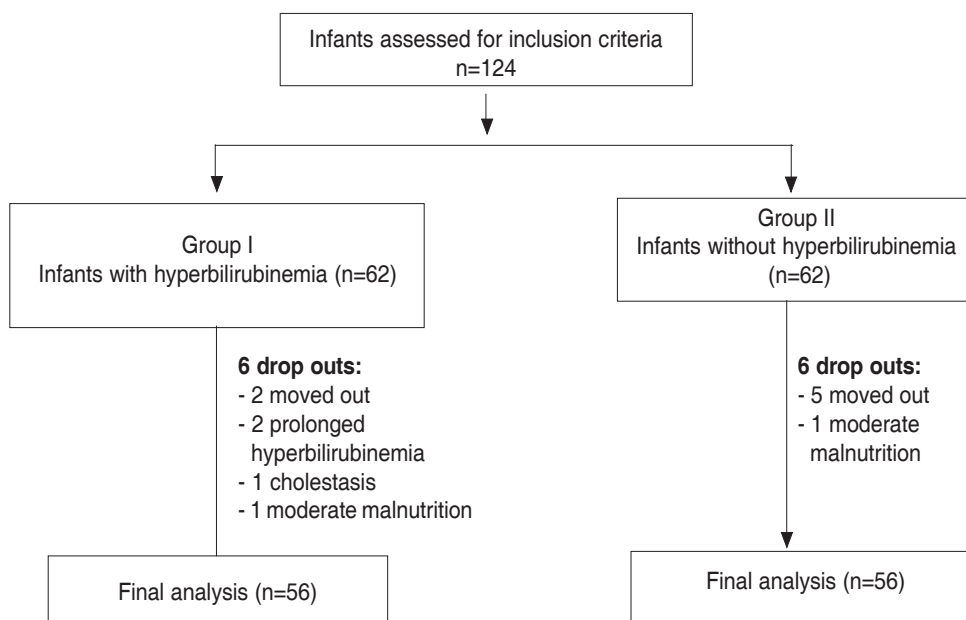 Infants assessed for inclusion criteria
n=124
Group I
Infants with hyperbilirubinemia (n=62)
Group II
Infants without hyperbilirubinemia
(n=62)
6 drop outs:
- 2 moved out
- 2 prolonged
hyperbilirubinemia
- 1 cholestasis
- 1 moderate malnutrition
6 drop outs:
- 5 moved out
- 1 moderate
malnutrition
Final analysis (n=56)
Final analysis (n=56)